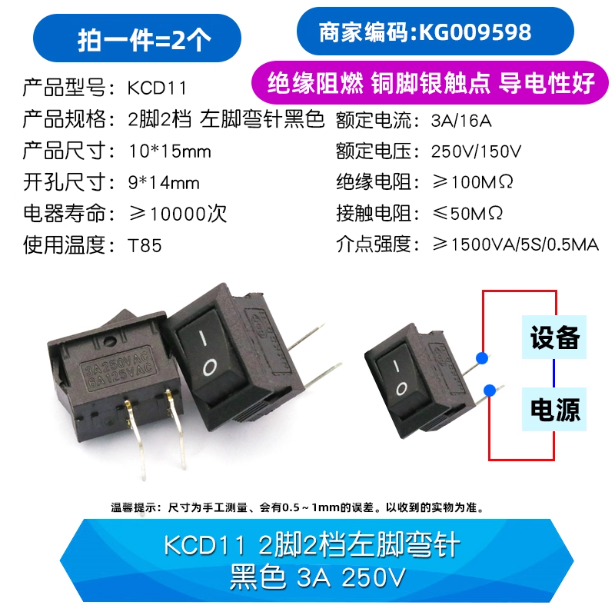 拍一件=2个
商家编码:KG009598
绝缘阻燃 铜脚银触点 导电性好
产品型号: KCD11
产品规格: 2脚2档 左脚弯针黑色
产品尺寸: 10*15mm
开孔尺寸: 9*14mm
电器寿命: ≥10000次
使用温度: T85
额定电流: 3A/16A
额定电压: 250V/150V
绝缘电阻: ≥100MΩ
接触电阻: ≤50MΩ
介点强度: ≥1500VA/5S/0.5MA
设备
电源
温馨提示: 尺寸为手工测量、会有0.5~1mm的误差。以收到的实物为准。
KCD11 2脚2档左脚弯针
黑色 3A 250V